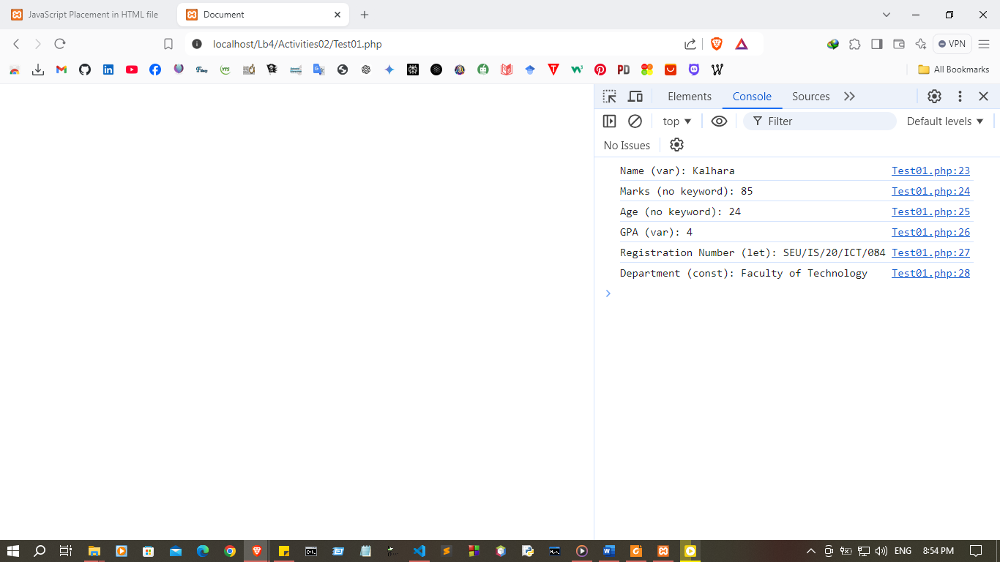 JavaScript Placement in HTML file
Document
localhost/Lb4/Activities02/Test01.php
VPN
All Bookmarks
Elements
Console
Sources
top
Filter
Default levels
No Issues
Name (var): Kalhara Test01.php:23
Marks (no keyword): 85 Test01.php:24
Age (no keyword): 24 Test01.php:25
GPA (var): 4 Test01.php:26
Registration Number (let): SEU/IS/20/ICT/084 Test01.php:27
Department (const): Faculty of Technology Test01.php:28
ENG
8:54 PM